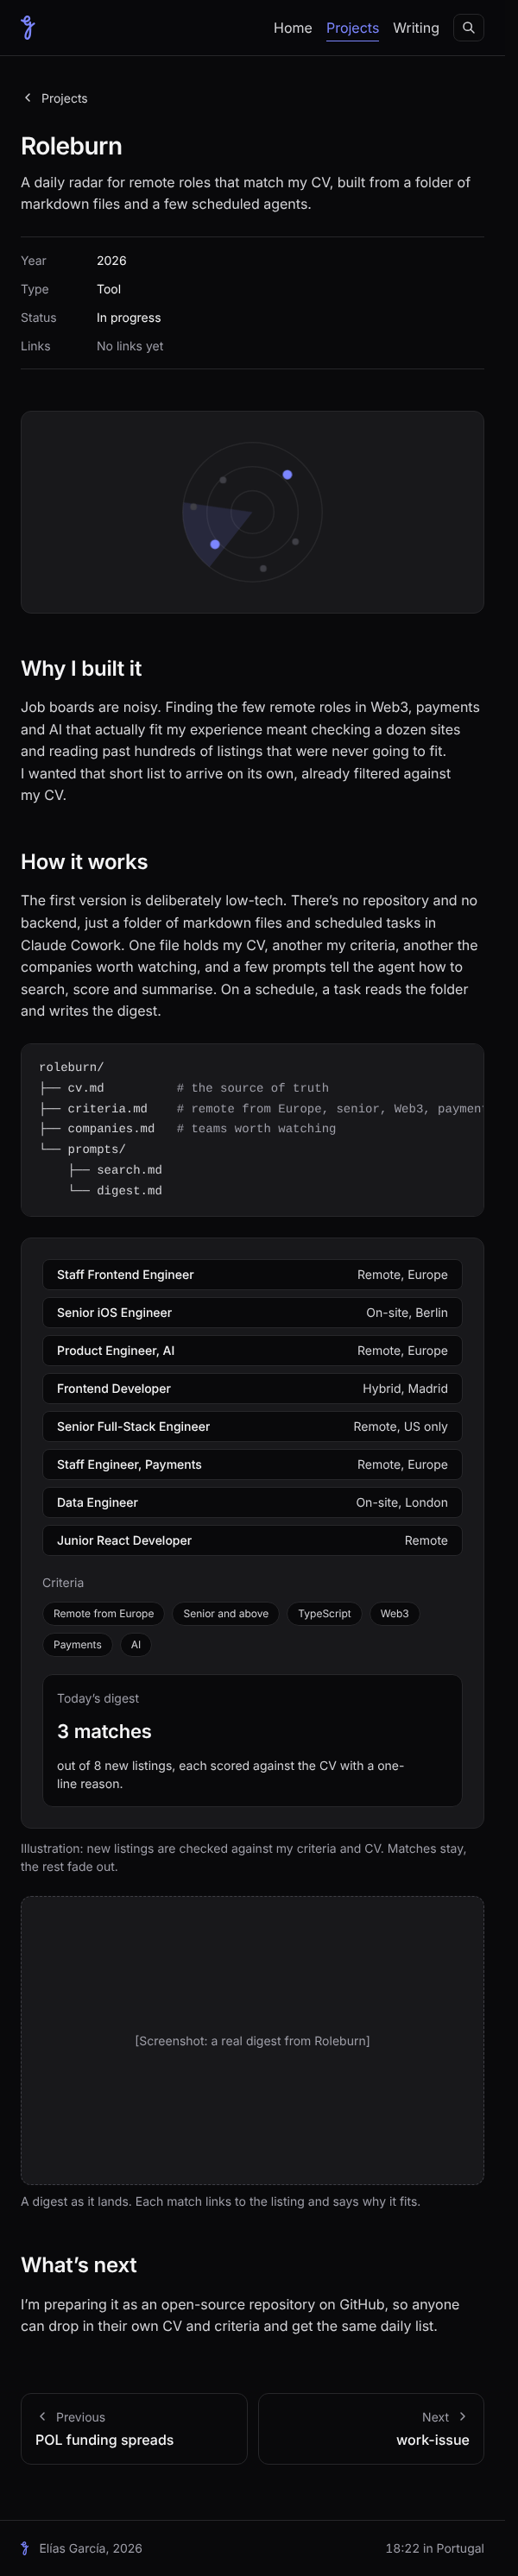 Home Projects Writing
Projects
Roleburn
A daily radar for remote roles that match my CV, built from a folder of
markdown files and a few scheduled agents.
Year 2026
Type Tool
Status In progress
Links No links yet
Why I built it
Job boards are noisy. Finding the few remote roles in Web3, payments
and AI that actually fit my experience meant checking a dozen sites
and reading past hundreds of listings that were never going to fit.
I wanted that short list to arrive on its own, already filtered against
my CV.
How it works
The first version is deliberately low-tech. There’s no repository and no
backend, just a folder of markdown files and scheduled tasks in
Claude Cowork. One file holds my CV, another my criteria, another the
companies worth watching, and a few prompts tell the agent how to
search, score and summarise. On a schedule, a task reads the folder
and writes the digest.
roleburn/
├── cv.md # the source of truth
├── criteria.md # remote from Europe, senior, Web3, paymen
├── companies.md # teams worth watching
└── prompts/
├── search.md
└── digest.md
Staff Frontend Engineer Remote, Europe
Senior iOS Engineer On-site, Berlin
Product Engineer, AI Remote, Europe
Frontend Developer Hybrid, Madrid
Senior Full-Stack Engineer Remote, US only
Staff Engineer, Payments Remote, Europe
Data Engineer On-site, London
Junior React Developer Remote
Criteria
Remote from Europe Senior and above TypeScript Web3
Payments AI
Today’s digest
3 matches
out of 8 new listings, each scored against the CV with a one-
line reason.
Illustration: new listings are checked against my criteria and CV. Matches stay,
the rest fade out.
[Screenshot: a real digest from Roleburn]
A digest as it lands. Each match links to the listing and says why it fits.
What’s next
I’m preparing it as an open-source repository on GitHub, so anyone
can drop in their own CV and criteria and get the same daily list.
Previous Next
POL funding spreads work-issue
Elías García, 2026 18:22 in Portugal